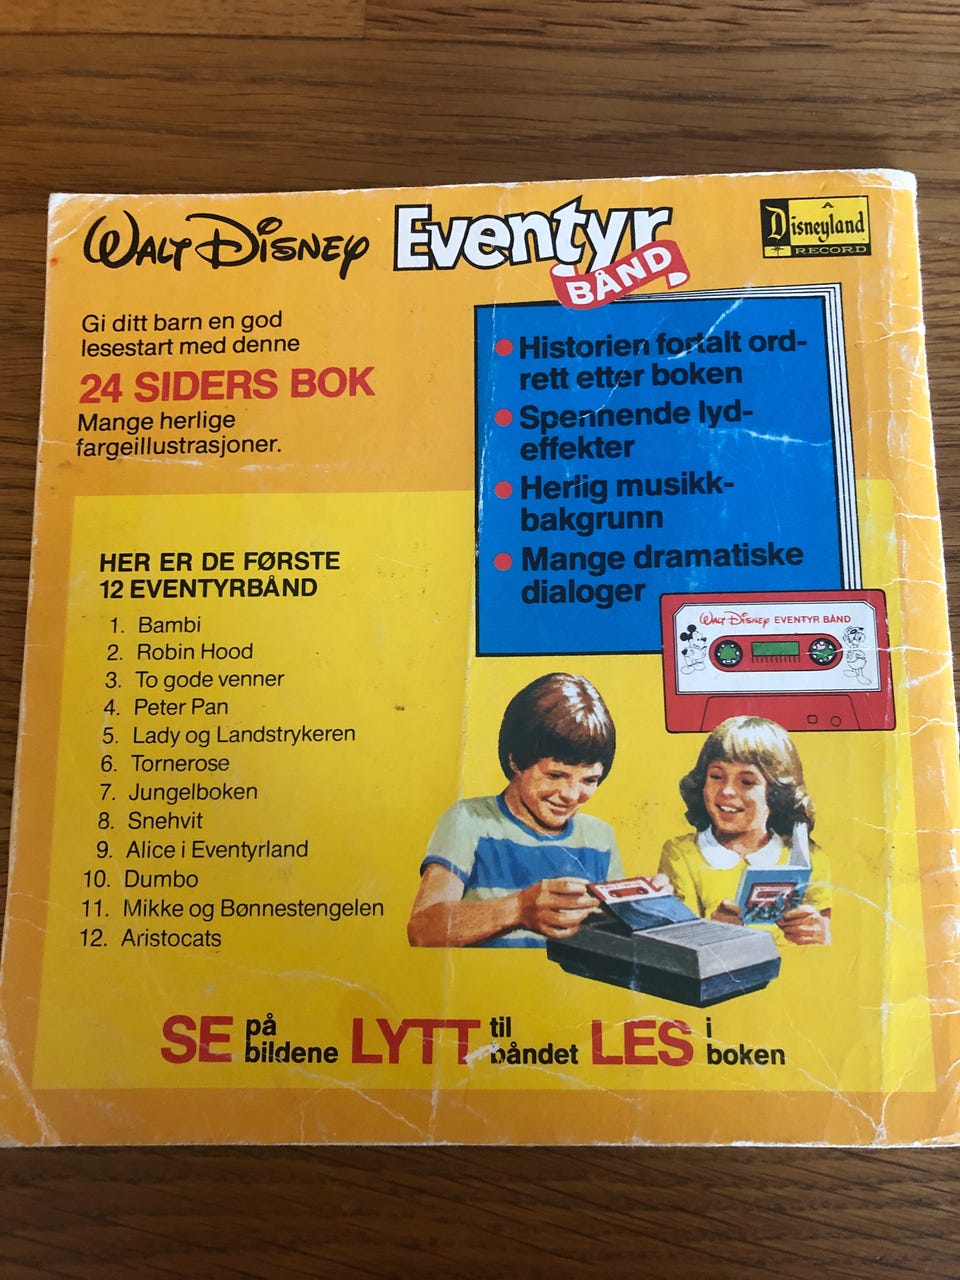 WALT DISNEY Eventyr
BÅND
A
Disneyland
RECORD
Gi ditt barn en god
lesestart med denne
24 SIDERS BOK
Mange herlige
fargeillustrasjoner.
Historien fortalt ord-
rett etter boken
Spennende lyd-
effekter
Herlig musikk-
bakgrunn
Mange dramatiske
dialoger
WALT DISNEY EVENTYR BÅND
HER ER DE FØRSTE
12 EVENTYRBÅND
1. Bambi
2. Robin Hood
3. To gode venner
4. Peter Pan
5. Lady og Landstrykeren
6. Tornerose
7. Jungelboken
8. Snehvit
9. Alice i Eventyrland
10. Dumbo
11. Mikke og Bønnestengelen
12. Aristocats
SE på bildene LYTT til båndet LES i boken